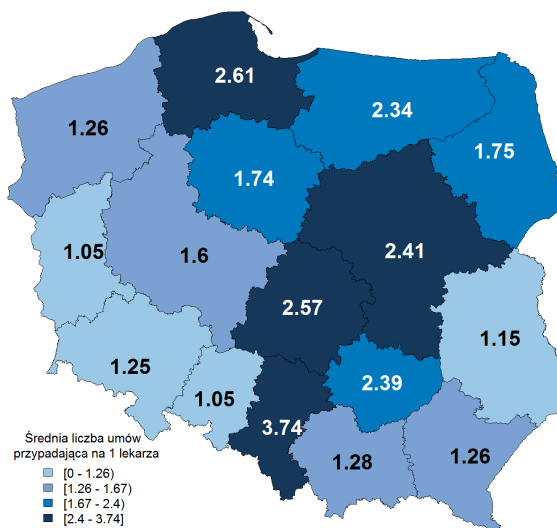 2.61
2.34
1.26
1.75
1.74
1.05
1.6
2.41
2.57
1.15
1.25
1.05
2.39
3.74
1.28
1.26
Średnia liczba umów
przypadająca na 1 lekarza
[0 - 1.26)
[1.26 - 1.67)
[1.67 - 2.4)
[2.4 - 3.74]